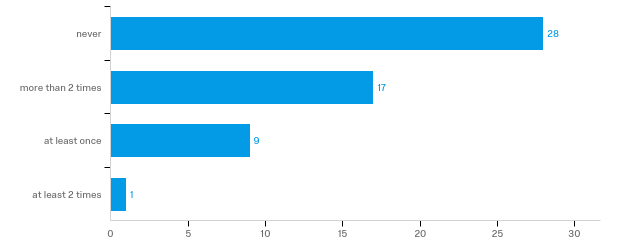 never
28
more than 2 times
17
at least once
9
at least 2 times
1
0 5 10 15 20 25 30